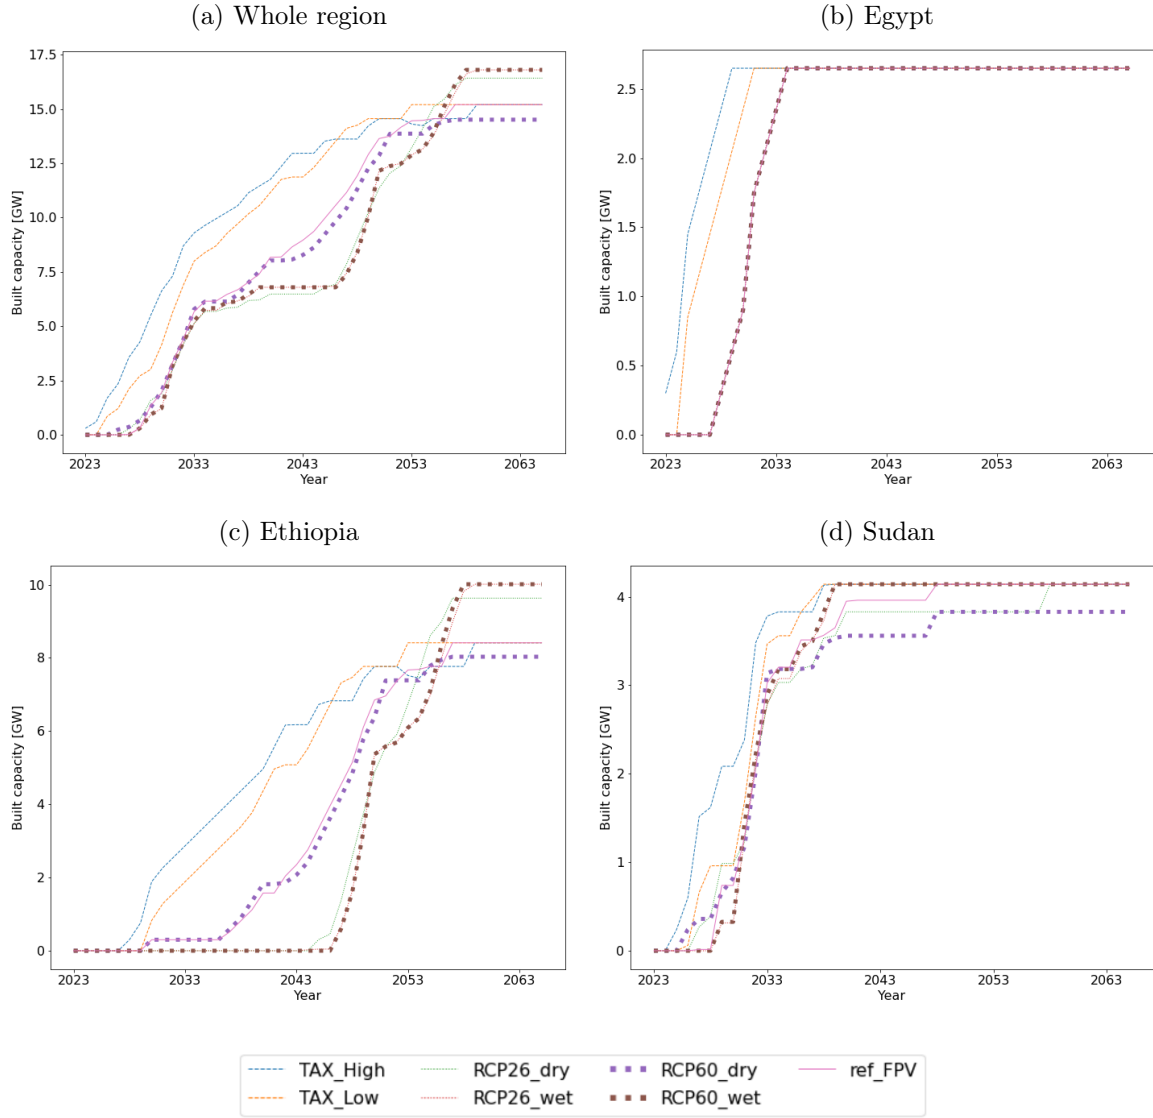 (a) Whole region
(b) Egypt
17.5
15.0
12.5
10.0
7.5
5.0
2.5
0.0
Built capacity [GW]
2023 2033 2043 2053 2063
Year
2.5
2.0
1.5
1.0
0.5
0.0
Built capacity [GW]
2023 2033 2043 2053 2063
Year
(c) Ethiopia
(d) Sudan
10
8
6
4
2
0
Built capacity [GW]
2023 2033 2043 2053 2063
Year
4
3
2
1
0
Built capacity [GW]
2023 2033 2043 2053 2063
Year
TAX_High RCP26_dry RCP60_dry ref_FPV
TAX_Low RCP26_wet RCP60_wet